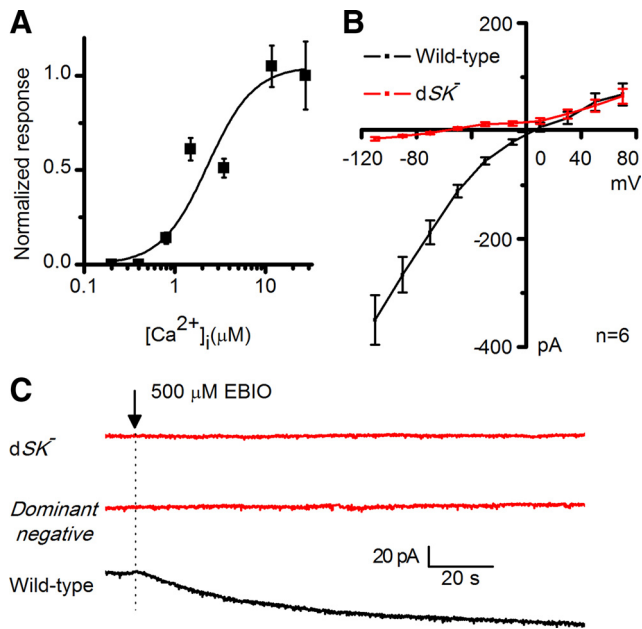 A
Normalized response
1.0
0.5
0.0
0.1
1
10
[Ca²⁺]i(μM)
B
Wild-type
dSK⁻
200
-120
-80
-40
0
40
80
mV
-200
-400
pA
n=6
C
500 μM EBIO
dSK⁻
Dominant
negative
Wild-type
20 pA
20 s